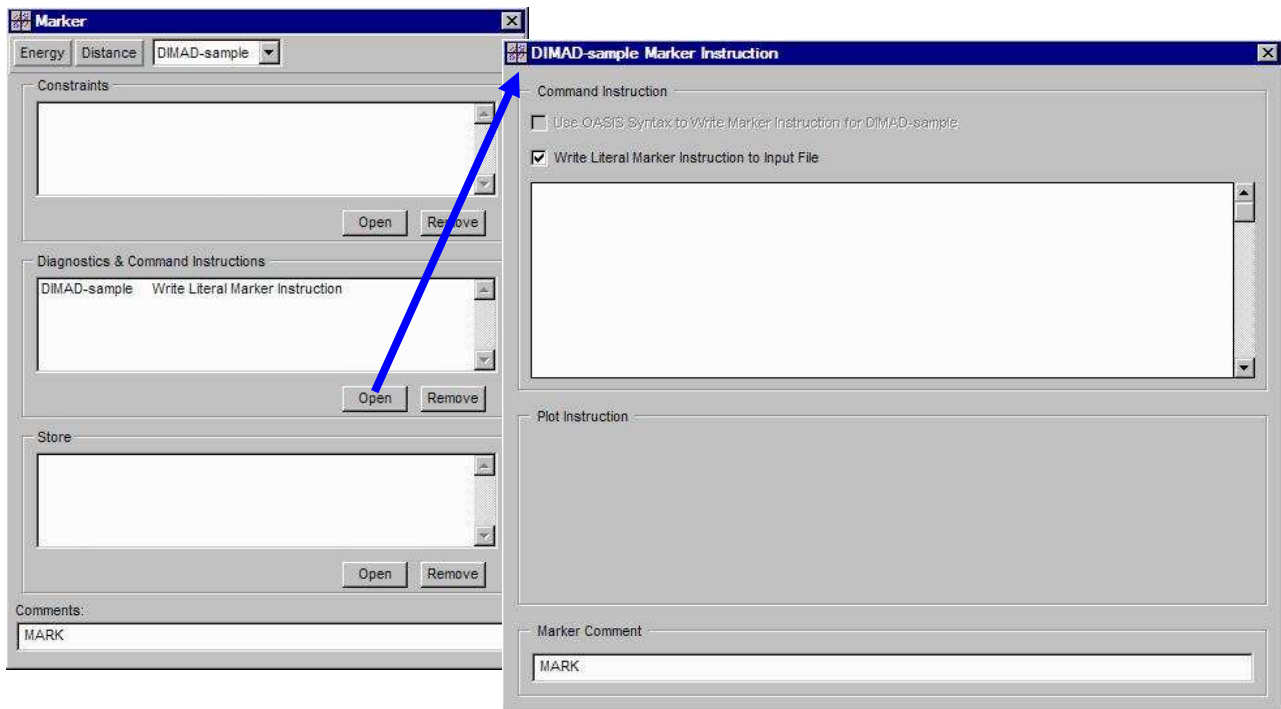 Marker
Energy Distance DIMAD-sample
Constraints
Open Remove
Diagnostics & Command Instructions
DIMAD-sample Write Literal Marker Instruction
Open Remove
Store
Open Remove
Comments:
MARK
DIMAD-sample Marker Instruction
Command Instruction
Use OASIS Syntax to Write Marker Instruction for DIMAD-sample
Write Literal Marker Instruction to Input File
Plot Instruction
Marker Comment
MARK